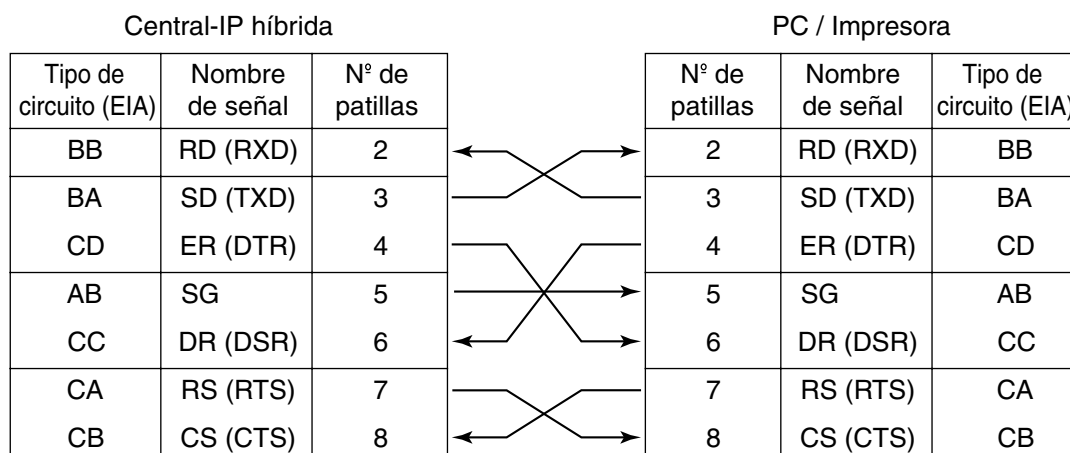 Central-IP híbrida
PC / Impresora
Tipo de circuito (EIA) Nombre de señal Nº de patillas Nº de patillas Nombre de señal Tipo de circuito (EIA)
BB RD (RXD) 2 2 RD (RXD) BB
BA SD (TXD) 3 3 SD (TXD) BA
CD ER (DTR) 4 4 ER (DTR) CD
AB SG 5 5 SG AB
CC DR (DSR) 6 6 DR (DSR) CC
CA RS (RTS) 7 7 RS (RTS) CA
CB CS (CTS) 8 8 CS (CTS) CB